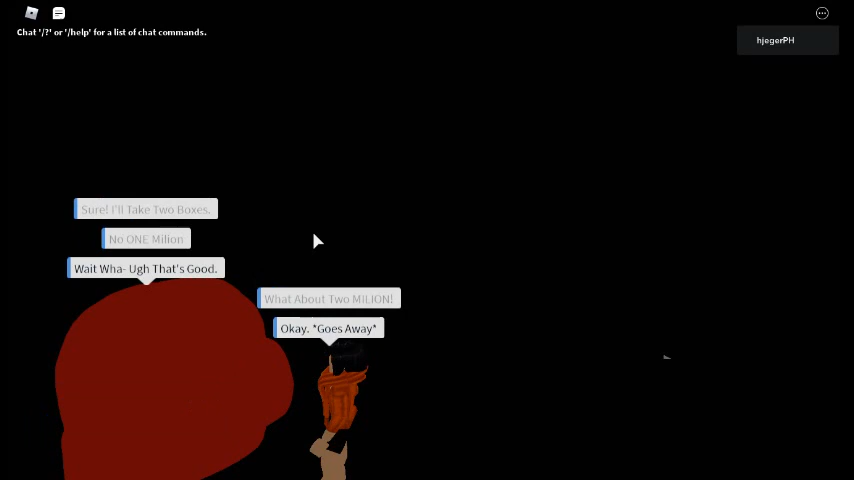 Chat '/?' or '/help' for a list of chat commands.
hjegerPH
Sure! I'll Take Two Boxes.
No ONE Milion
Wait Wha- Ugh That's Good.
What About Two MILION!
Okay. *Goes Away*